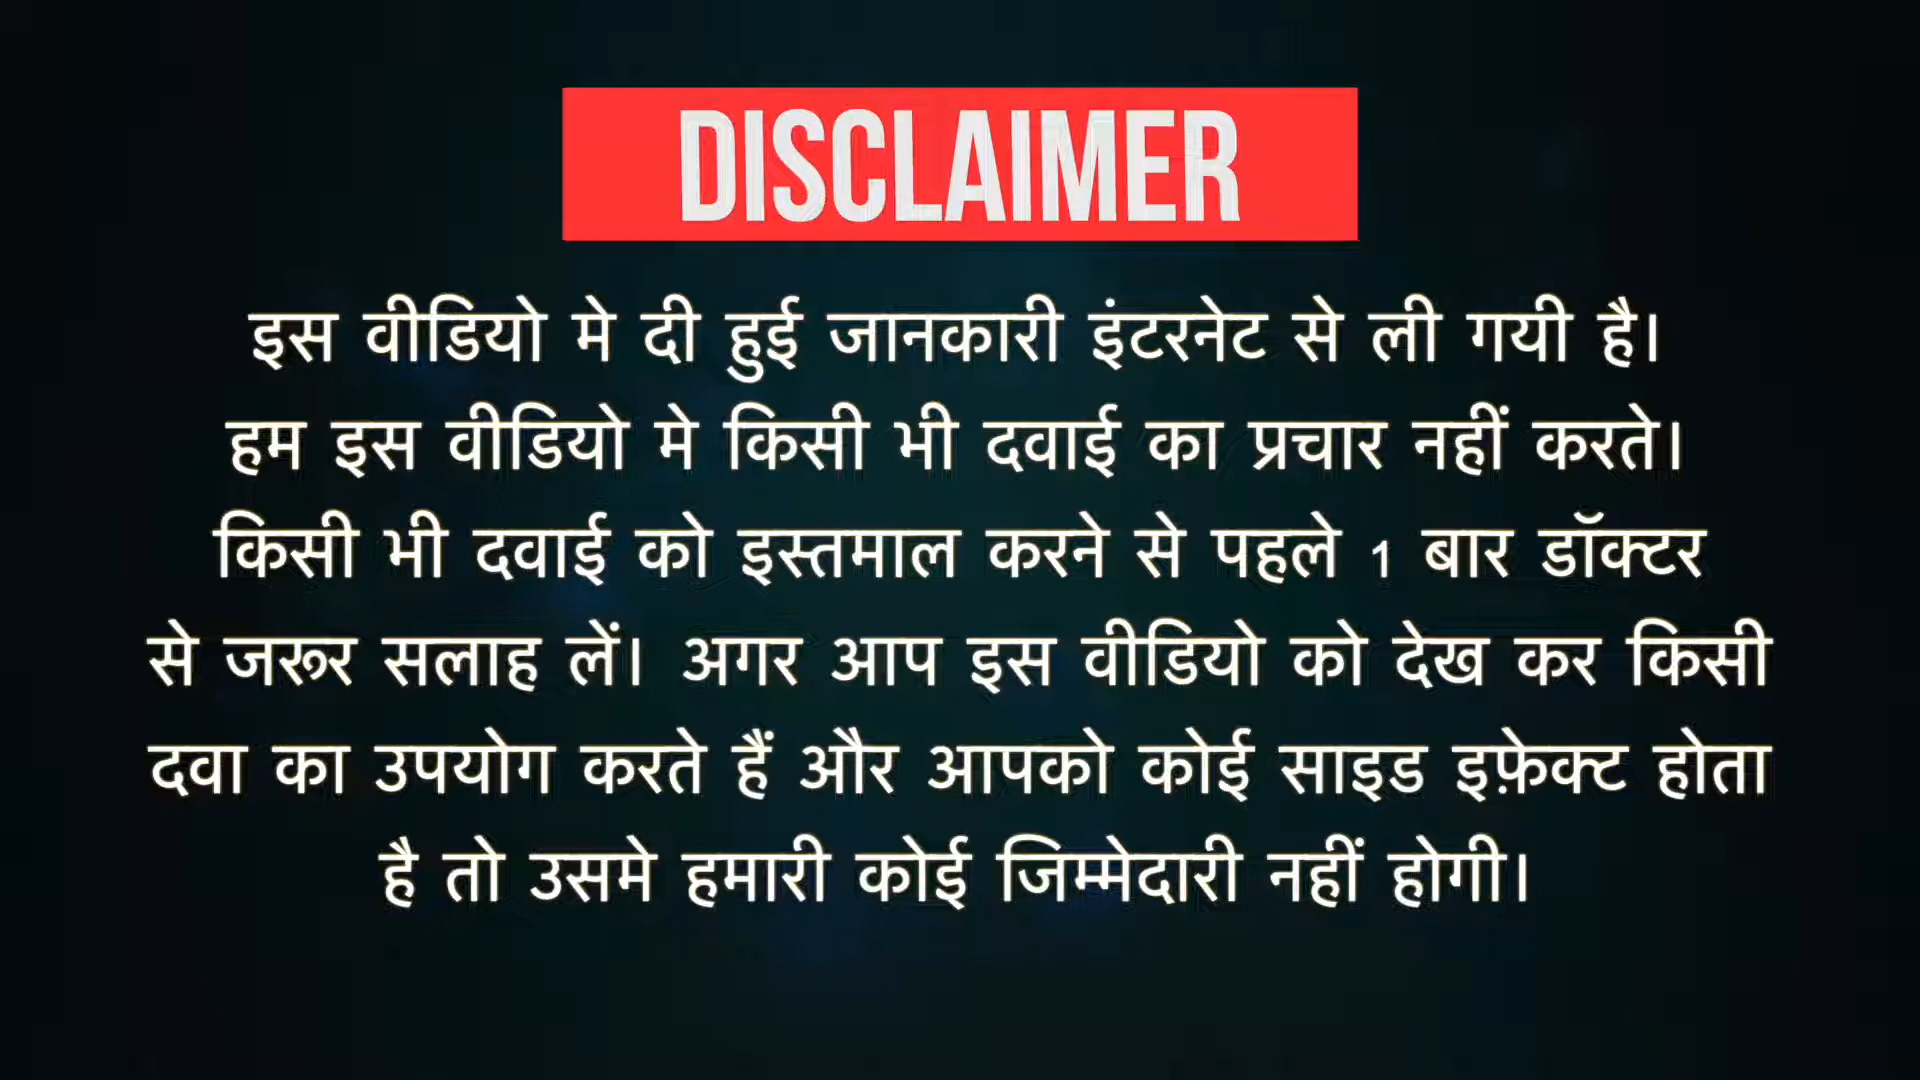 DISCLAIMER
इस वीडियो मे दी हुई जानकारी इंटरनेट से ली गयी है।
हम इस वीडियो मे किसी भी दवाई का प्रचार नहीं करते।
किसी भी दवाई को इस्तमाल करने से पहले 1 बार डॉक्टर
से जरूर सलाह लें। अगर आप इस वीडियो को देख कर किसी
दवा का उपयोग करते हैं और आपको कोई साइड इफ़ेक्ट होता
है तो उसमे हमारी कोई जिम्मेदारी नहीं होगी।